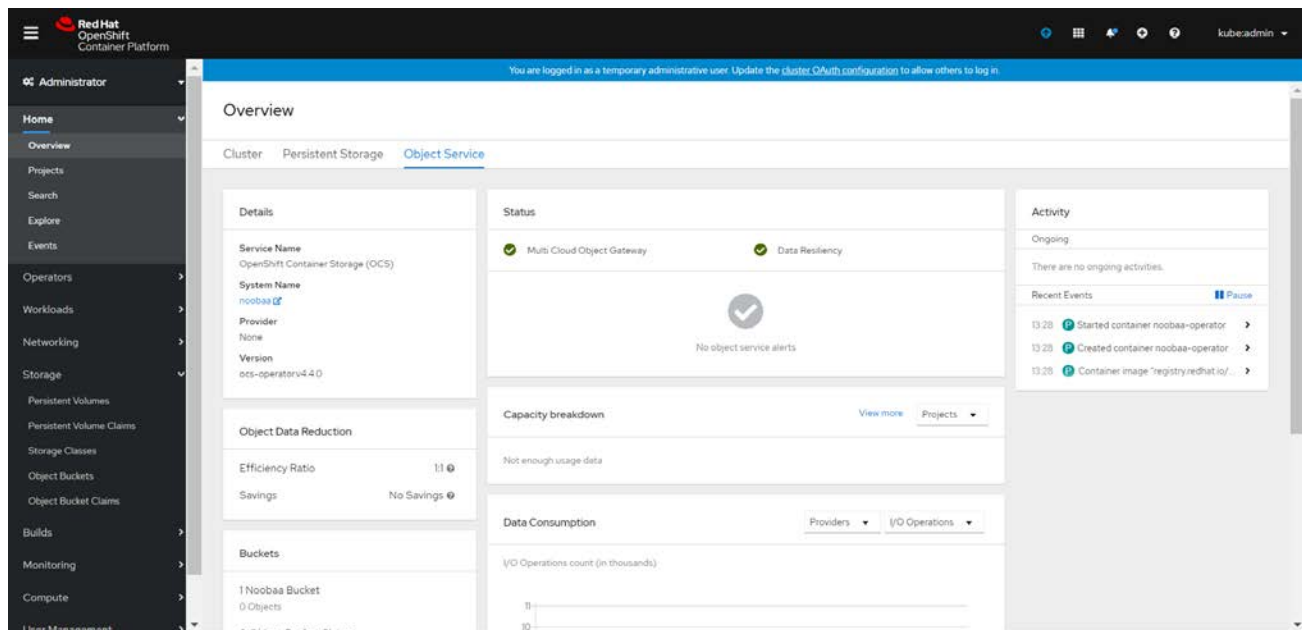 Red Hat
OpenShift
Container Platform
kube:admin
Administrator
You are logged in as a temporary administrative user. Update the cluster OAuth configuration to allow others to log in.
Home
Overview
Projects
Search
Explore
Events
Operators
Workloads
Networking
Storage
Persistent Volumes
Persistent Volume Claims
Storage Classes
Object Buckets
Object Bucket Claims
Builds
Monitoring
Compute
User Management
Overview
Cluster Persistent Storage Object Service
Details
Service Name
OpenShift Container Storage (OCS)
System Name
noobaa
Provider
None
Version
ocs-operator.v4.4.0
Object Data Reduction
Efficiency Ratio 1:1
Savings No Savings
Buckets
1 Noobaa Bucket
0 Objects
Status
Multi Cloud Object Gateway Data Resiliency
No object service alerts
Capacity breakdown View more Projects
Not enough usage data
Data Consumption Providers I/O Operations
I/O Operations count (in thousands)
11
10
Activity
Ongoing
There are no ongoing activities.
Recent Events Pause
13:28 P Started container noobaa-operator
13:28 P Created container noobaa-operator
13:28 P Container image "registry.redhat.io/...